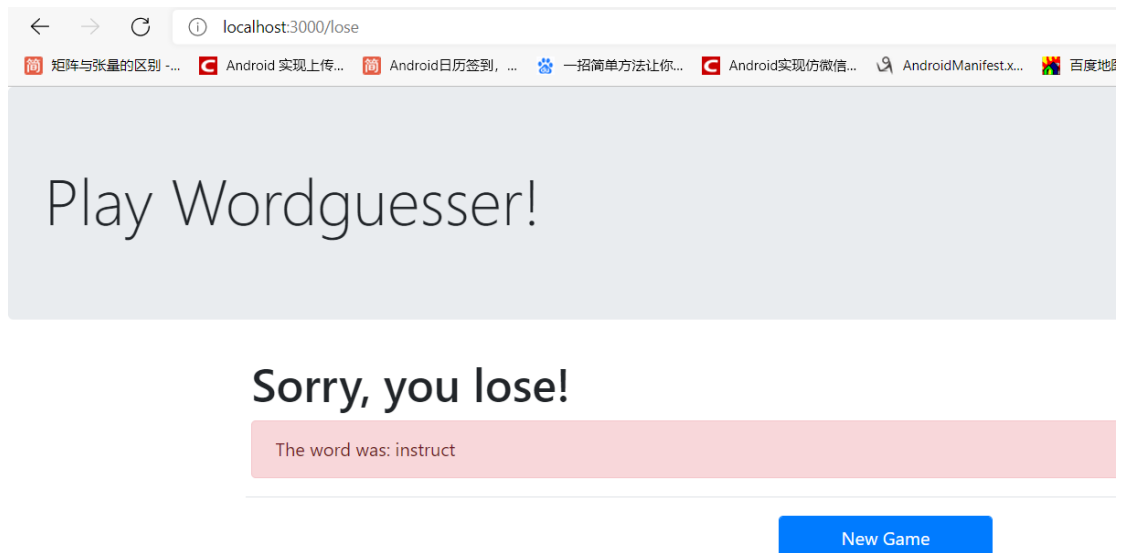 localhost:3000/lose
矩阵与张量的区别 -... Android 实现上传... Android日历签到，... 一招简单方法让你... Android实现仿微信... AndroidManifest.x... 百度地图
Play Wordguesser!
Sorry, you lose!
The word was: instruct
New Game